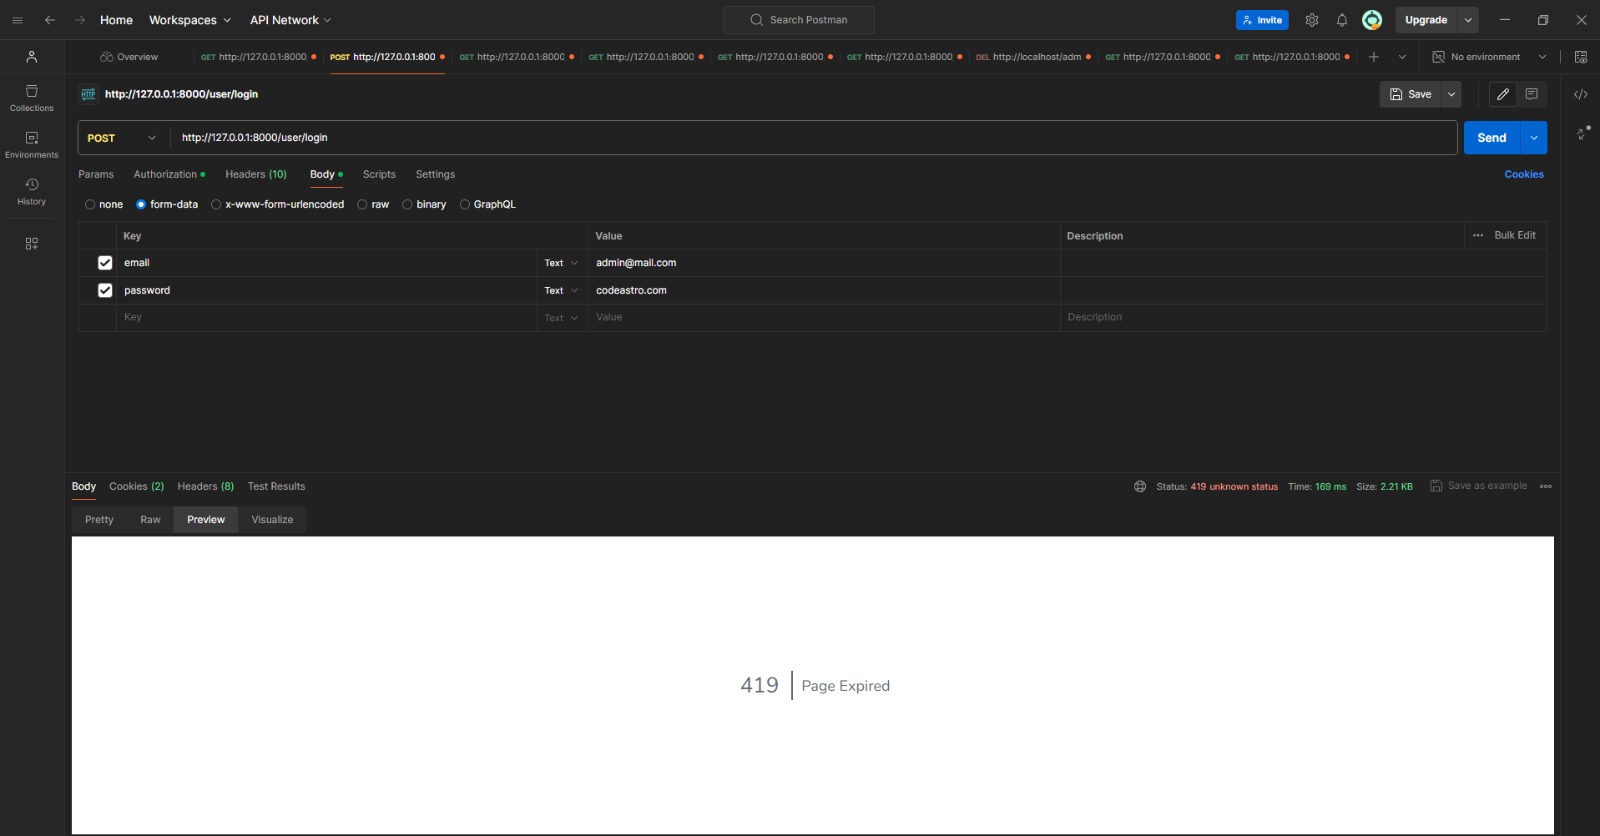 Home Workspaces API Network Search Postman Invite Upgrade
Overview GET http://127.0.0.1:8000 POST http://127.0.0.1:800 GET http://127.0.0.1:8000 GET http://127.0.0.1:8000 GET http://127.0.0.1:8000 GET http://127.0.0.1:8000 DEL http://localhost/adm GET http://127.0.0.1:8000 GET http://127.0.0.1:8000 No environment
Collections
Environments
History
HTTP http://127.0.0.1:8000/user/login Save
POST http://127.0.0.1:8000/user/login Send
Params Authorization Headers (10) Body Scripts Settings Cookies
none form-data x-www-form-urlencoded raw binary GraphQL
Key Value Description Bulk Edit
email Text admin@mail.com
password Text codeastro.com
Key Text Value Description
Body Cookies (2) Headers (8) Test Results Status: 419 unknown status Time: 169 ms Size: 2.21 KB Save as example
Pretty Raw Preview Visualize
419 Page Expired